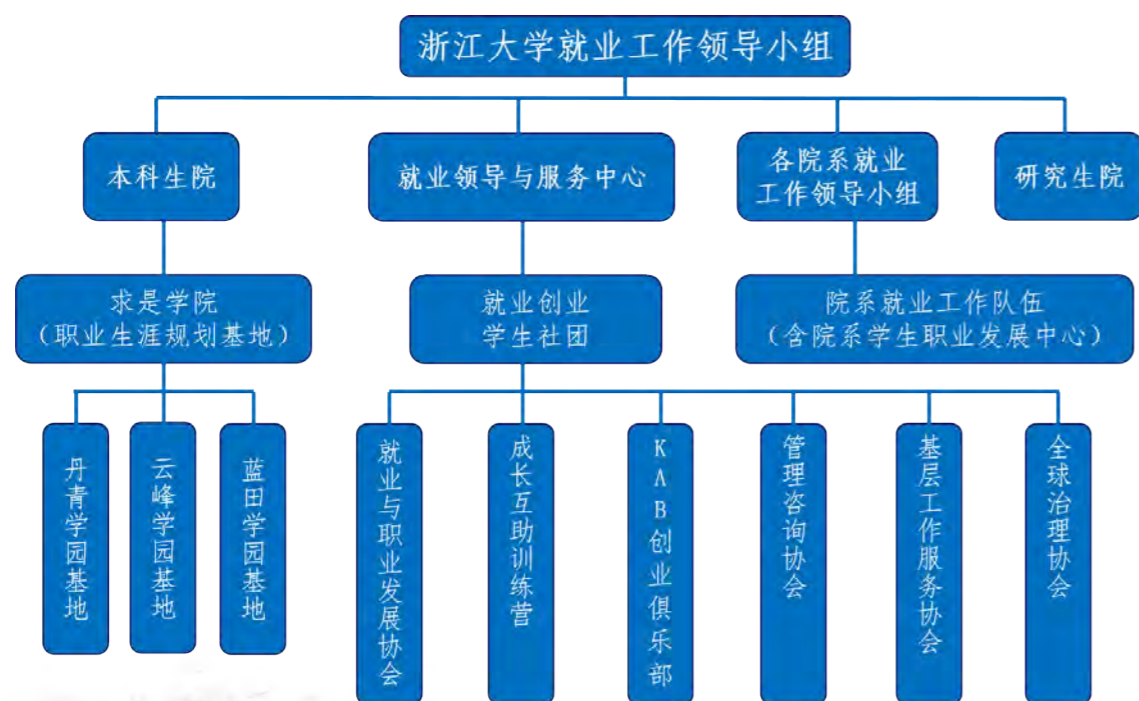 浙江大学就业工作领导小组
本科生院
就业领导与服务中心
各院系就业
工作领导小组
研究生院
求是学院
（职业生涯规划基地）
就业创业
学生社团
院系就业工作队伍
（含院系学生职业发展中心）
丹青学园基地
云峰学园基地
蓝田学园基地
就业与职业发展协会
成长互助训练营
KAB创业俱乐部
管理咨询协会
基层工作服务协会
全球治理协会